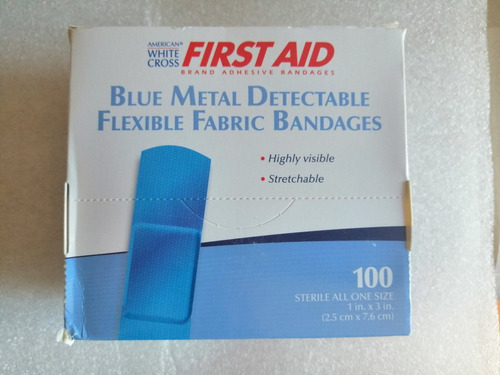 AMERICAN®
WHITE
CROSS
FIRST AID
BRAND ADHESIVE BANDAGES
BLUE METAL DETECTABLE
FLEXIBLE FABRIC BANDAGES
• Highly visible
• Stretchable
100
STERILE ALL ONE SIZE
1 in. x 3 in.
(2.5 cm x 7.6 cm)